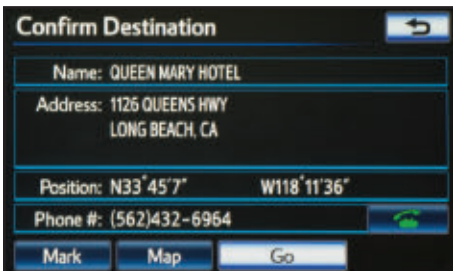 Confirm Destination
Name: QUEEN MARY HOTEL
Address: 1126 QUEENS HWY
LONG BEACH, CA
Position: N33°45'7" W118°11'36"
Phone #: (562)432-6964
Mark Map Go